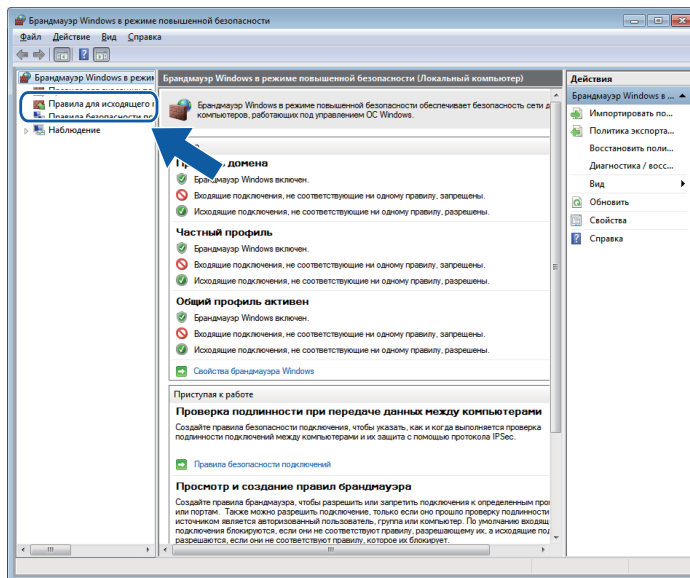 Брандмауэр Windows в режиме повышенной безопасности
Файл Действие Вид Справка
Брандмауэр Windows в режим
Правила для исходящего
Правила безопасности по
Наблюдение
Брандмауэр Windows в режиме повышенной безопасности (Локальный компьютер)
Брандмауэр Windows в режиме повышенной безопасности обеспечивает безопасность сети д
компьютеров, работающих под управлением ОС Windows.
домена
Брандмауэр Windows включен.
Входящие подключения, не соответствующие ни одному правилу, запрещены.
Исходящие подключения, не соответствующие ни одному правилу, разрешены.
Частный профиль
Брандмауэр Windows включен.
Входящие подключения, не соответствующие ни одному правилу, запрещены.
Исходящие подключения, не соответствующие ни одному правилу, разрешены.
Общий профиль активен
Брандмауэр Windows включен.
Входящие подключения, не соответствующие ни одному правилу, запрещены.
Исходящие подключения, не соответствующие ни одному правилу, разрешены.
Свойства брандмауэра Windows
Приступая к работе
Проверка подлинности при передаче данных между компьютерами
Создайте правила безопасности подключения, чтобы указать, как и когда выполняется проверка
подлинности подключений между компьютерами и их защита с помощью протокола IPSec.
Правила безопасности подключений
Просмотр и создание правил брандмауэра
Создайте правила брандмауэра, чтобы разрешить или запретить подключения к определенным про
или портам. Также можно разрешить подключение, только если оно прошло проверку подлинности
источником является авторизованный пользователь, группа или компьютер. По умолчанию входящ
подключения блокируются, если они не соответствуют правилу, разрешающему их, а исходящие под
разрешаются, если они не соответствуют правилу, которое их блокирует.
Действия
Брандмауэр Windows в ...
Импортировать по...
Политика экспорта...
Восстановить поли...
Диагностика / восс...
Вид
Обновить
Свойства
Справка